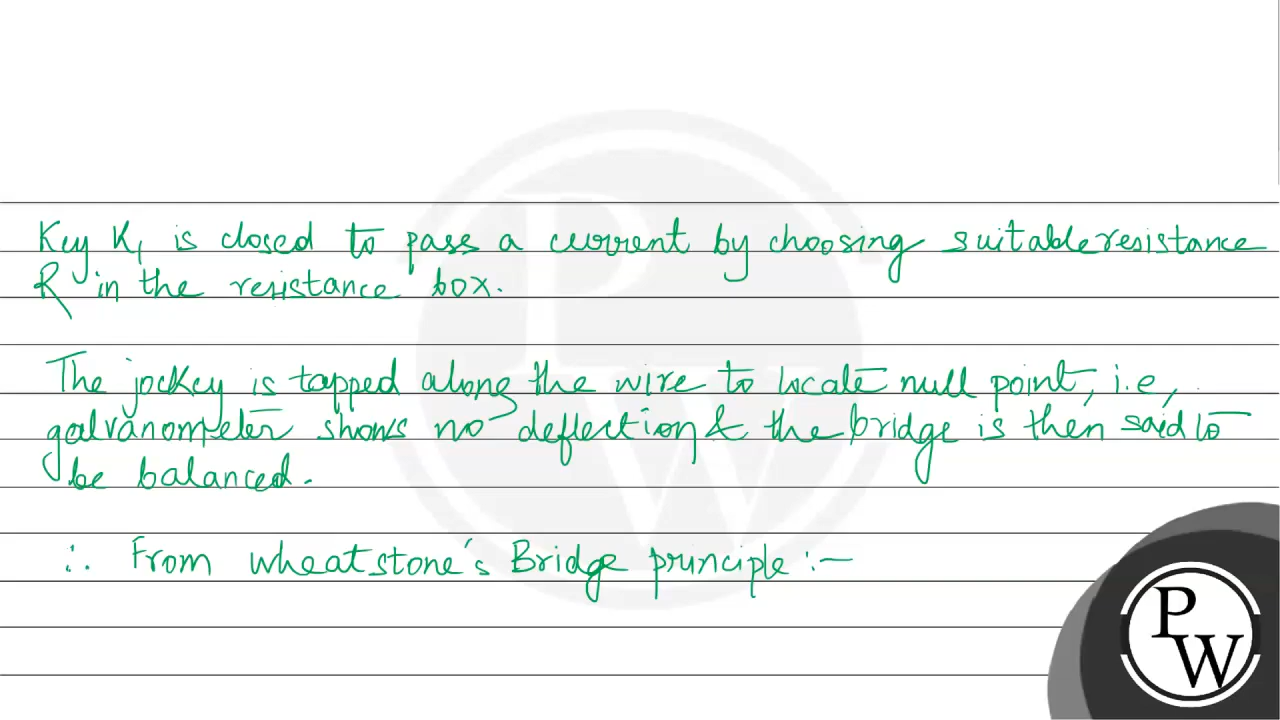 Key K1 is closed to pass a current by choosing suitable resistance
R in the resistance box.
The jockey is tapped along the wire to locate null point, i.e,
galvanometer shows no deflection & the bridge is then said to
be balanced.
∴ From wheatstone's Bridge principle :-
PW
PW